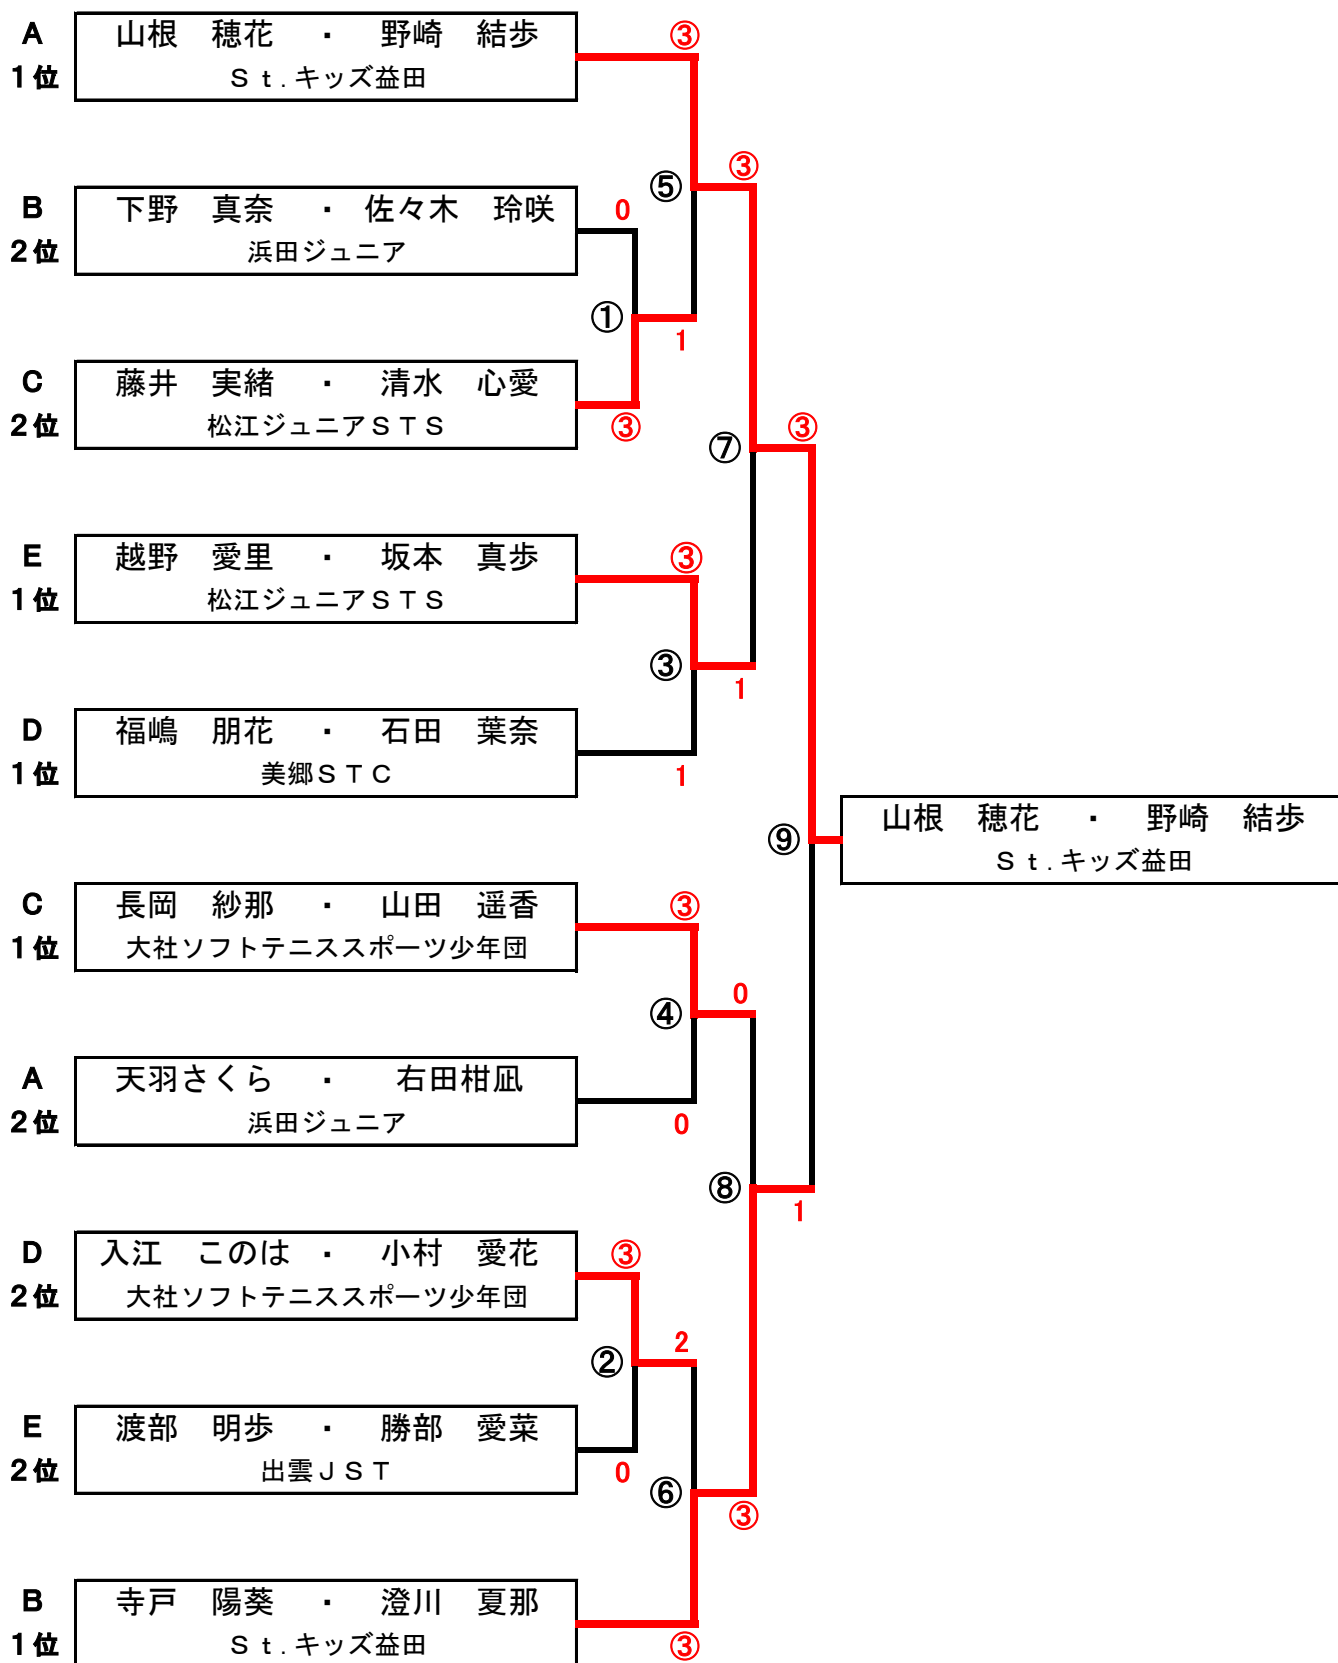 A
1位
山根　穂花　・　野崎　結歩
Ｓｔ.キッズ益田
③
B
2位
下野　真奈　・　佐々木　玲咲
浜田ジュニア
0
⑤
③
①
1
C
2位
藤井　実緒　・　清水　心愛
松江ジュニアＳＴＳ
③
⑦
③
E
1位
越野　愛里　・　坂本　真歩
松江ジュニアＳＴＳ
③
③
1
D
1位
福嶋　朋花　・　石田　葉奈
美郷ＳＴＣ
1
⑨
山根　穂花　・　野崎　結歩
Ｓｔ.キッズ益田
C
1位
長岡　紗那　・　山田　遥香
大社ソフトテニススポーツ少年団
③
④
0
A
2位
天羽さくら　・　右田柑凪
浜田ジュニア
0
⑧
1
D
2位
入江　このは　・　小村　愛花
大社ソフトテニススポーツ少年団
③
②
2
E
2位
渡部　明歩　・　勝部　愛菜
出雲ＪＳＴ
0
⑥
③
B
1位
寺戸　陽葵　・　澄川　夏那
Ｓｔ.キッズ益田
③